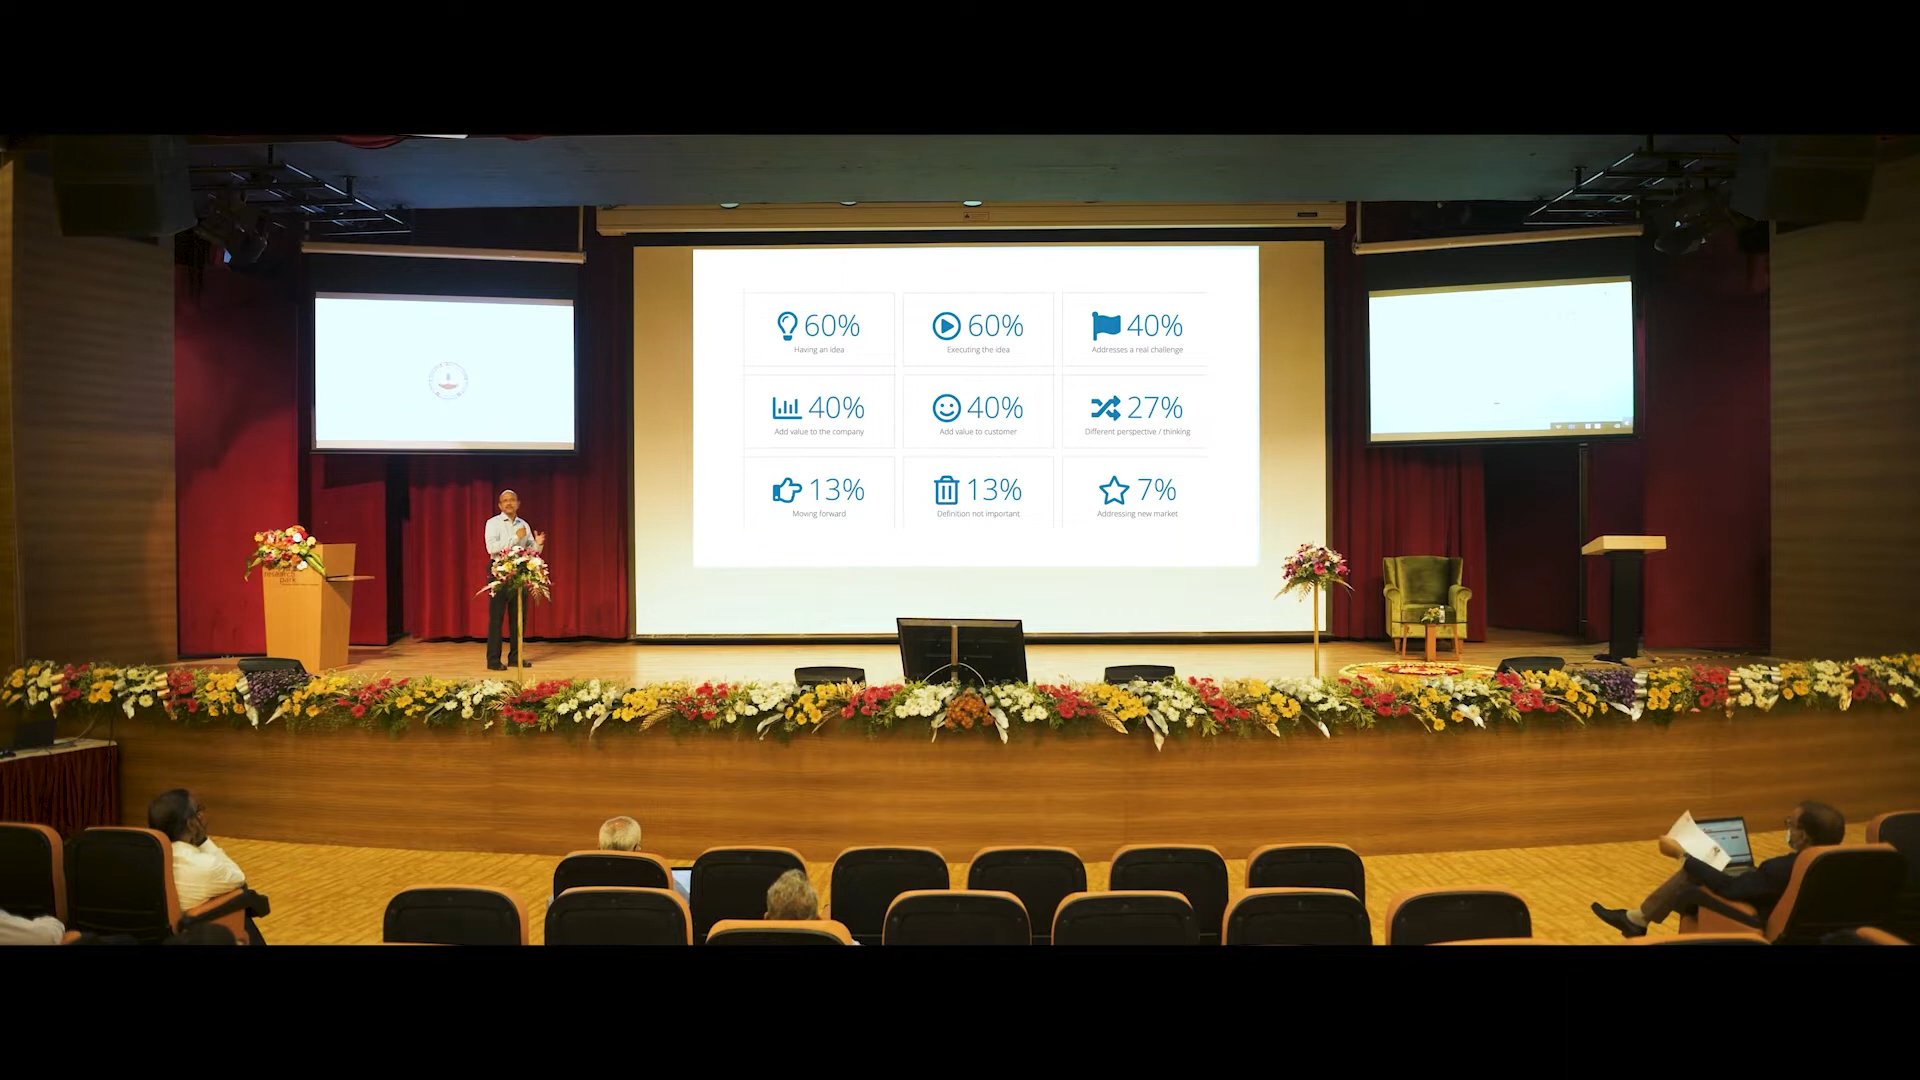 60%
Having an idea
60%
Executing the idea
40%
Addresses a real challenge
40%
Add value to the company
40%
Add value to customer
27%
Different perspective / thinking
13%
Moving forward
13%
Definition not important
7%
Addressing new market
research
park